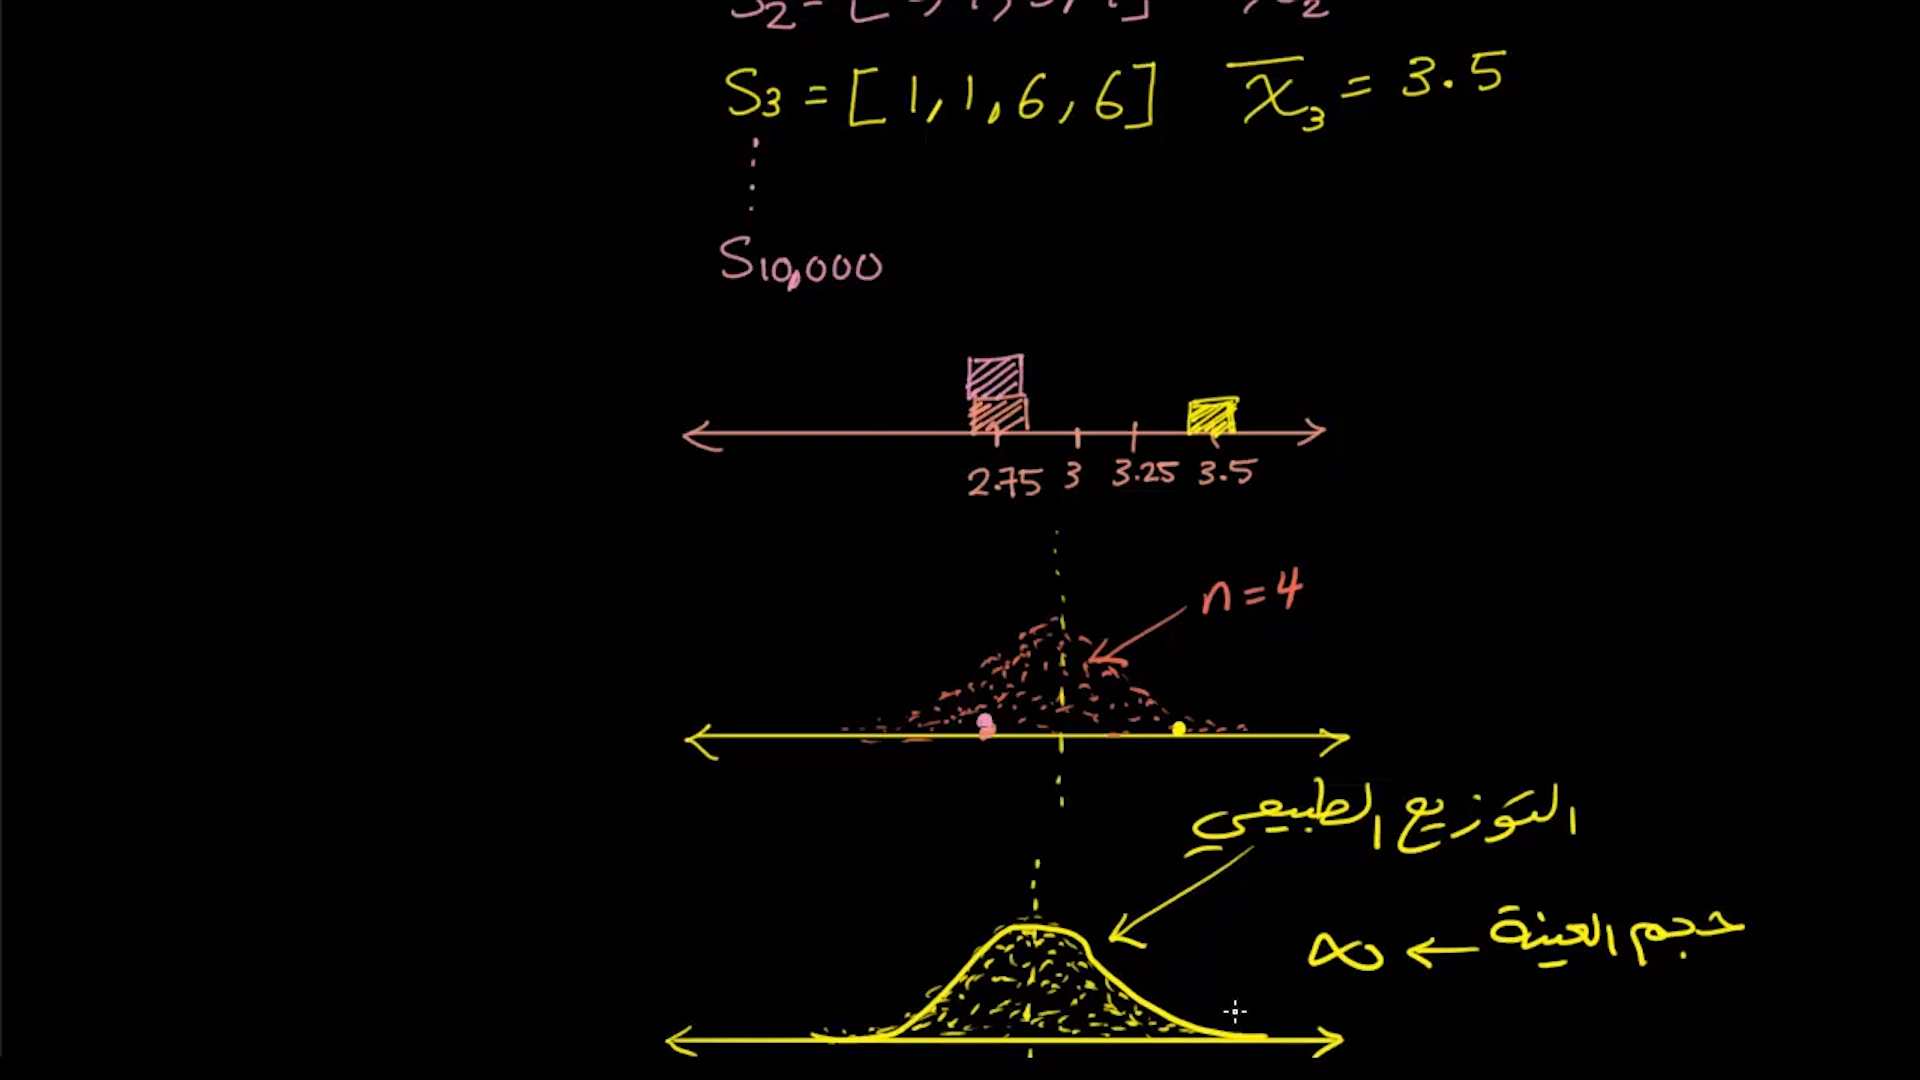 S3 = [1, 1, 6, 6] x̄3 = 3.5
S10,000
2.75 3 3.25 3.5
n = 4
التوزيع الطبيعي
حجم العينة ← ∞